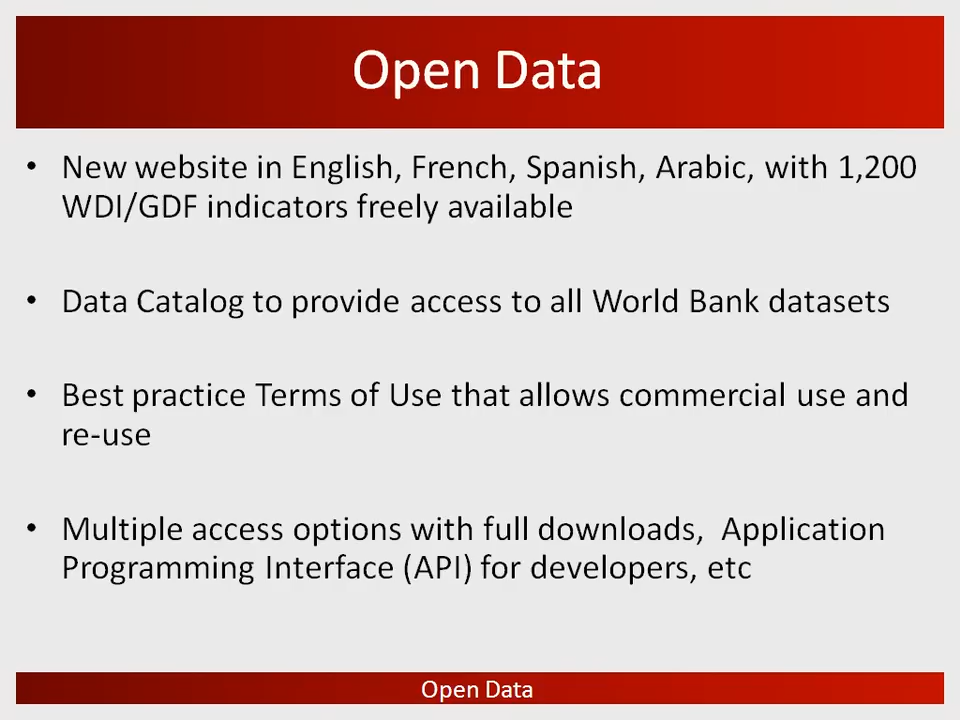 Open Data
• New website in English, French, Spanish, Arabic, with 1,200
WDI/GDF indicators freely available
• Data Catalog to provide access to all World Bank datasets
• Best practice Terms of Use that allows commercial use and
re-use
• Multiple access options with full downloads,  Application
Programming Interface (API) for developers, etc
Open Data